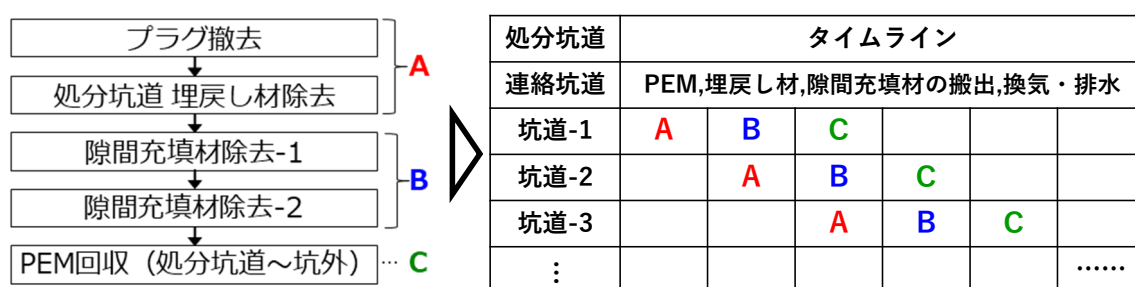 プラグ撤去
処分坑道 埋戻し材除去
A
隙間充填材除去-1
隙間充填材除去-2
B
PEM回収（処分坑道～坑外）… C
処分坑道 タイムライン
連絡坑道 PEM,埋戻し材,隙間充填材の搬出,換気・排水
坑道-1 A B C
坑道-2 A B C
坑道-3 A B C
⋮ ……